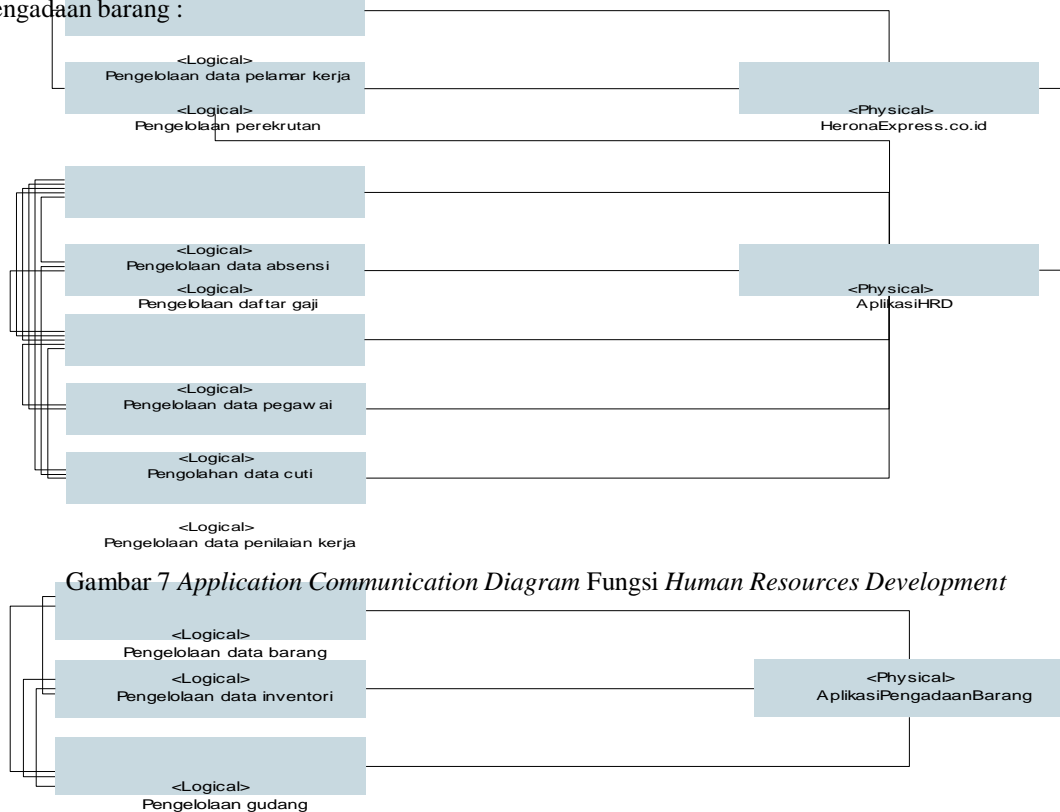 engadaan barang :
<Logical>
Pengelolaan data pelamar kerja
<Logical>
Pengelolaan perekrutan
<Physical>
HeronaExpress.co.id
<Logical>
Pengelolaan data absensi
<Logical>
Pengelolaan daftar gaji
<Physical>
AplikasiHRD
<Logical>
Pengelolaan data pegawai
<Logical>
Pengolahan data cuti
<Logical>
Pengelolaan data penilaian kerja
Gambar 7 Application Communication Diagram Fungsi Human Resources Development
<Logical>
Pengelolaan data barang
<Logical>
Pengelolaan data inventori
<Physical>
AplikasiPengadaanBarang
<Logical>
Pengelolaan gudang